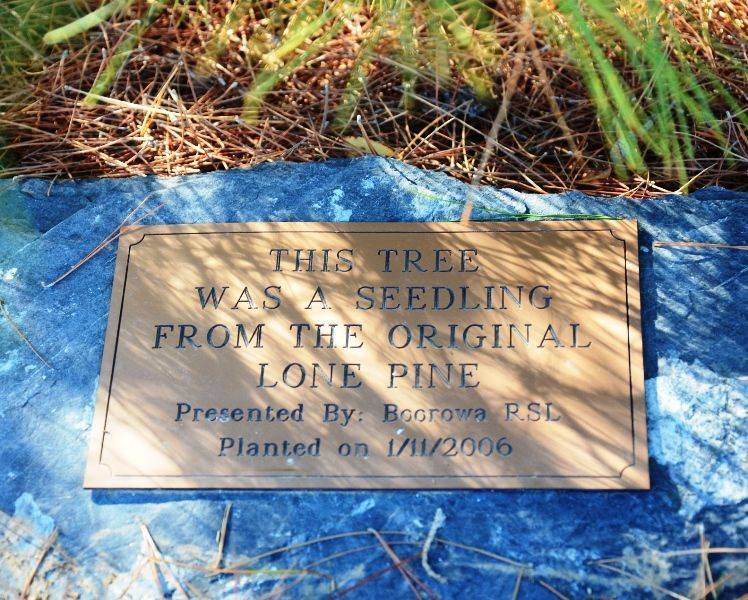 THIS TREE
WAS A SEEDLING
FROM THE ORIGINAL
LONE PINE
Presented By: Boorowa RSL
Planted on 1/11/2006